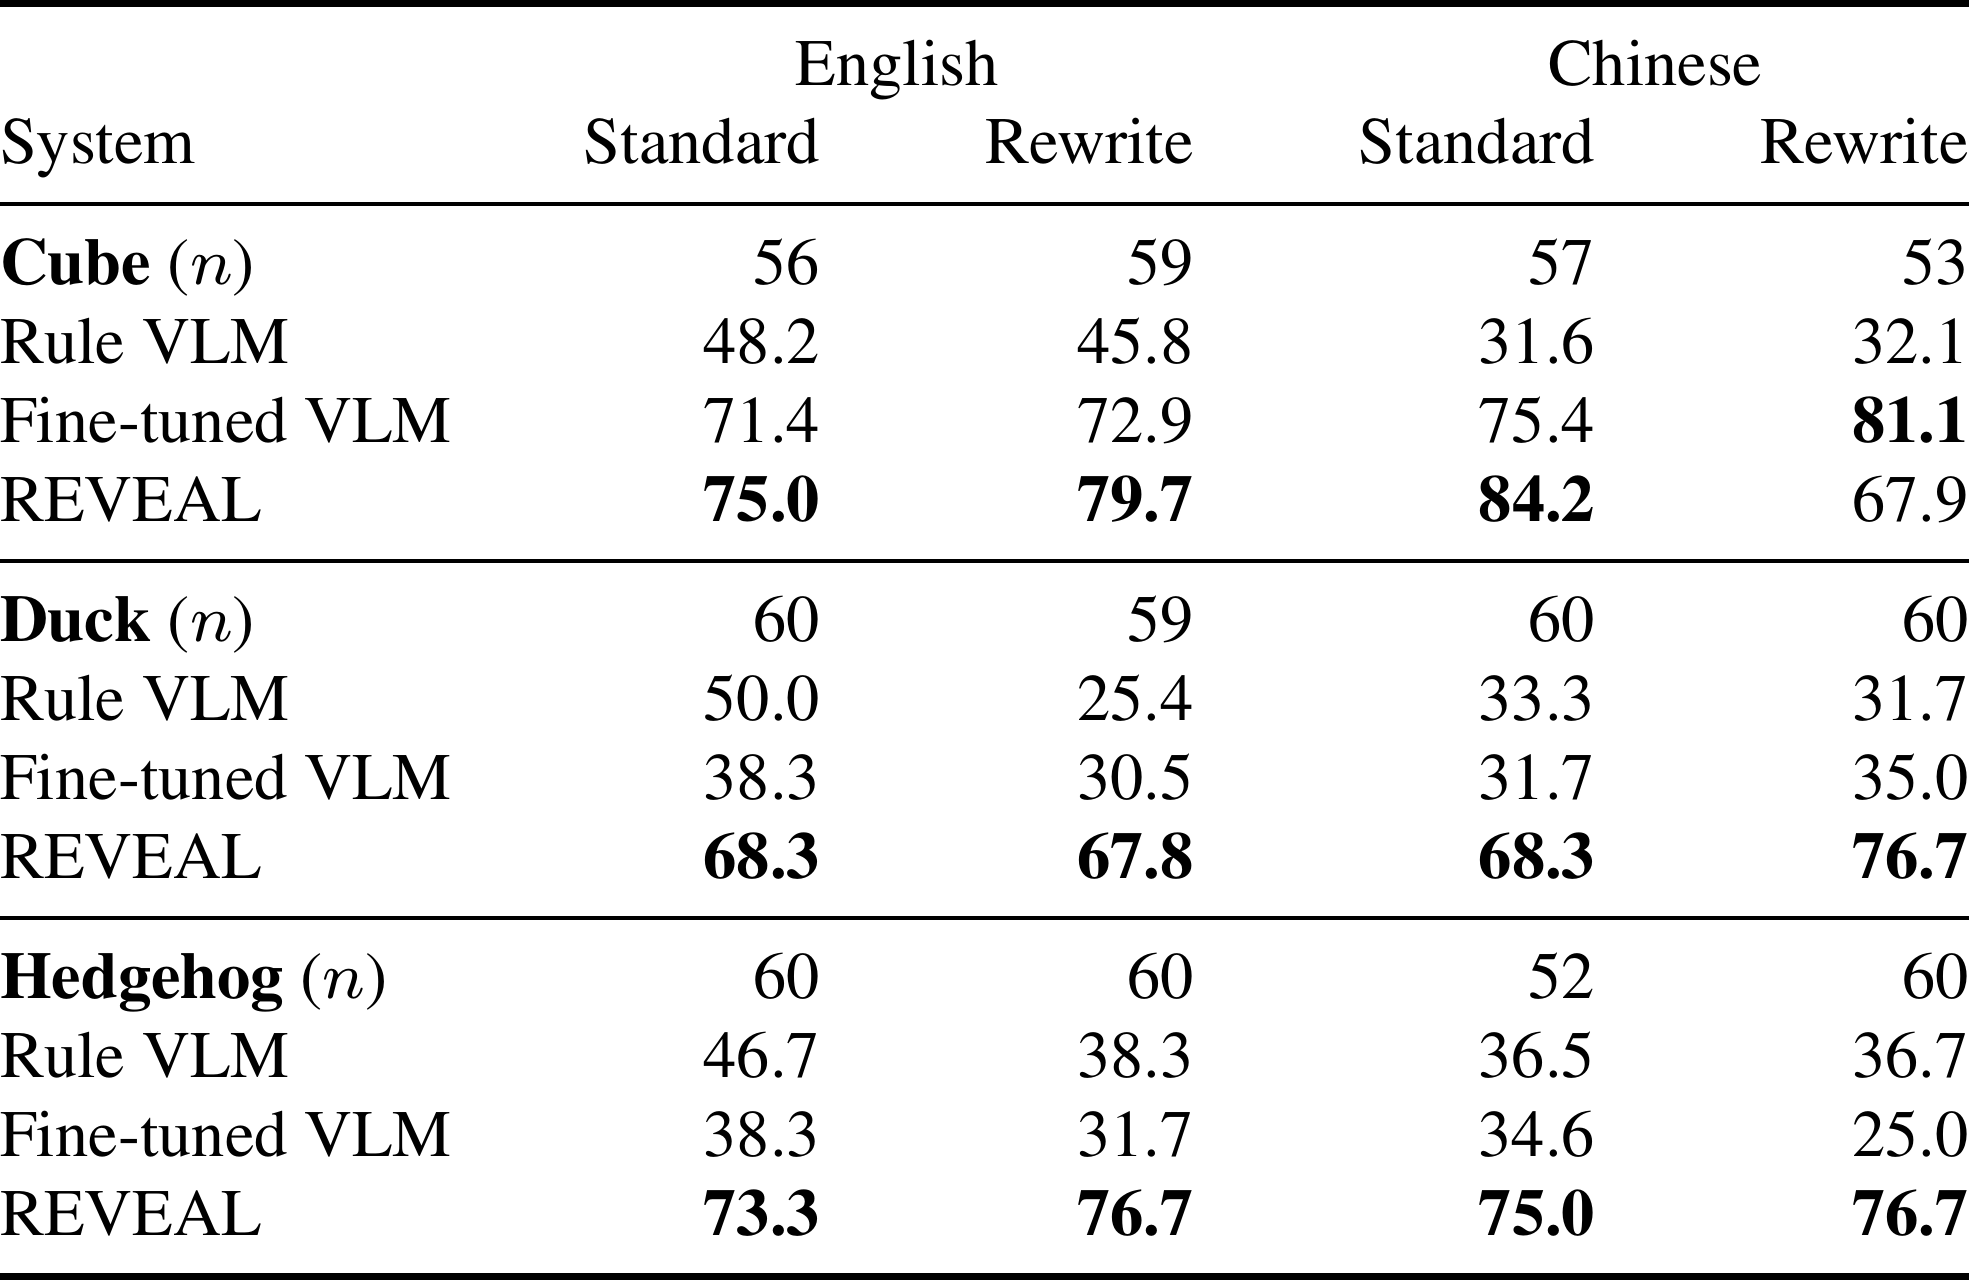 English Chinese
System Standard Rewrite Standard Rewrite
Cube (n) 56 59 57 53
Rule VLM 48.2 45.8 31.6 32.1
Fine-tuned VLM 71.4 72.9 75.4 81.1
REVEAL 75.0 79.7 84.2 67.9
Duck (n) 60 59 60 60
Rule VLM 50.0 25.4 33.3 31.7
Fine-tuned VLM 38.3 30.5 31.7 35.0
REVEAL 68.3 67.8 68.3 76.7
Hedgehog (n) 60 60 52 60
Rule VLM 46.7 38.3 36.5 36.7
Fine-tuned VLM 38.3 31.7 34.6 25.0
REVEAL 73.3 76.7 75.0 76.7